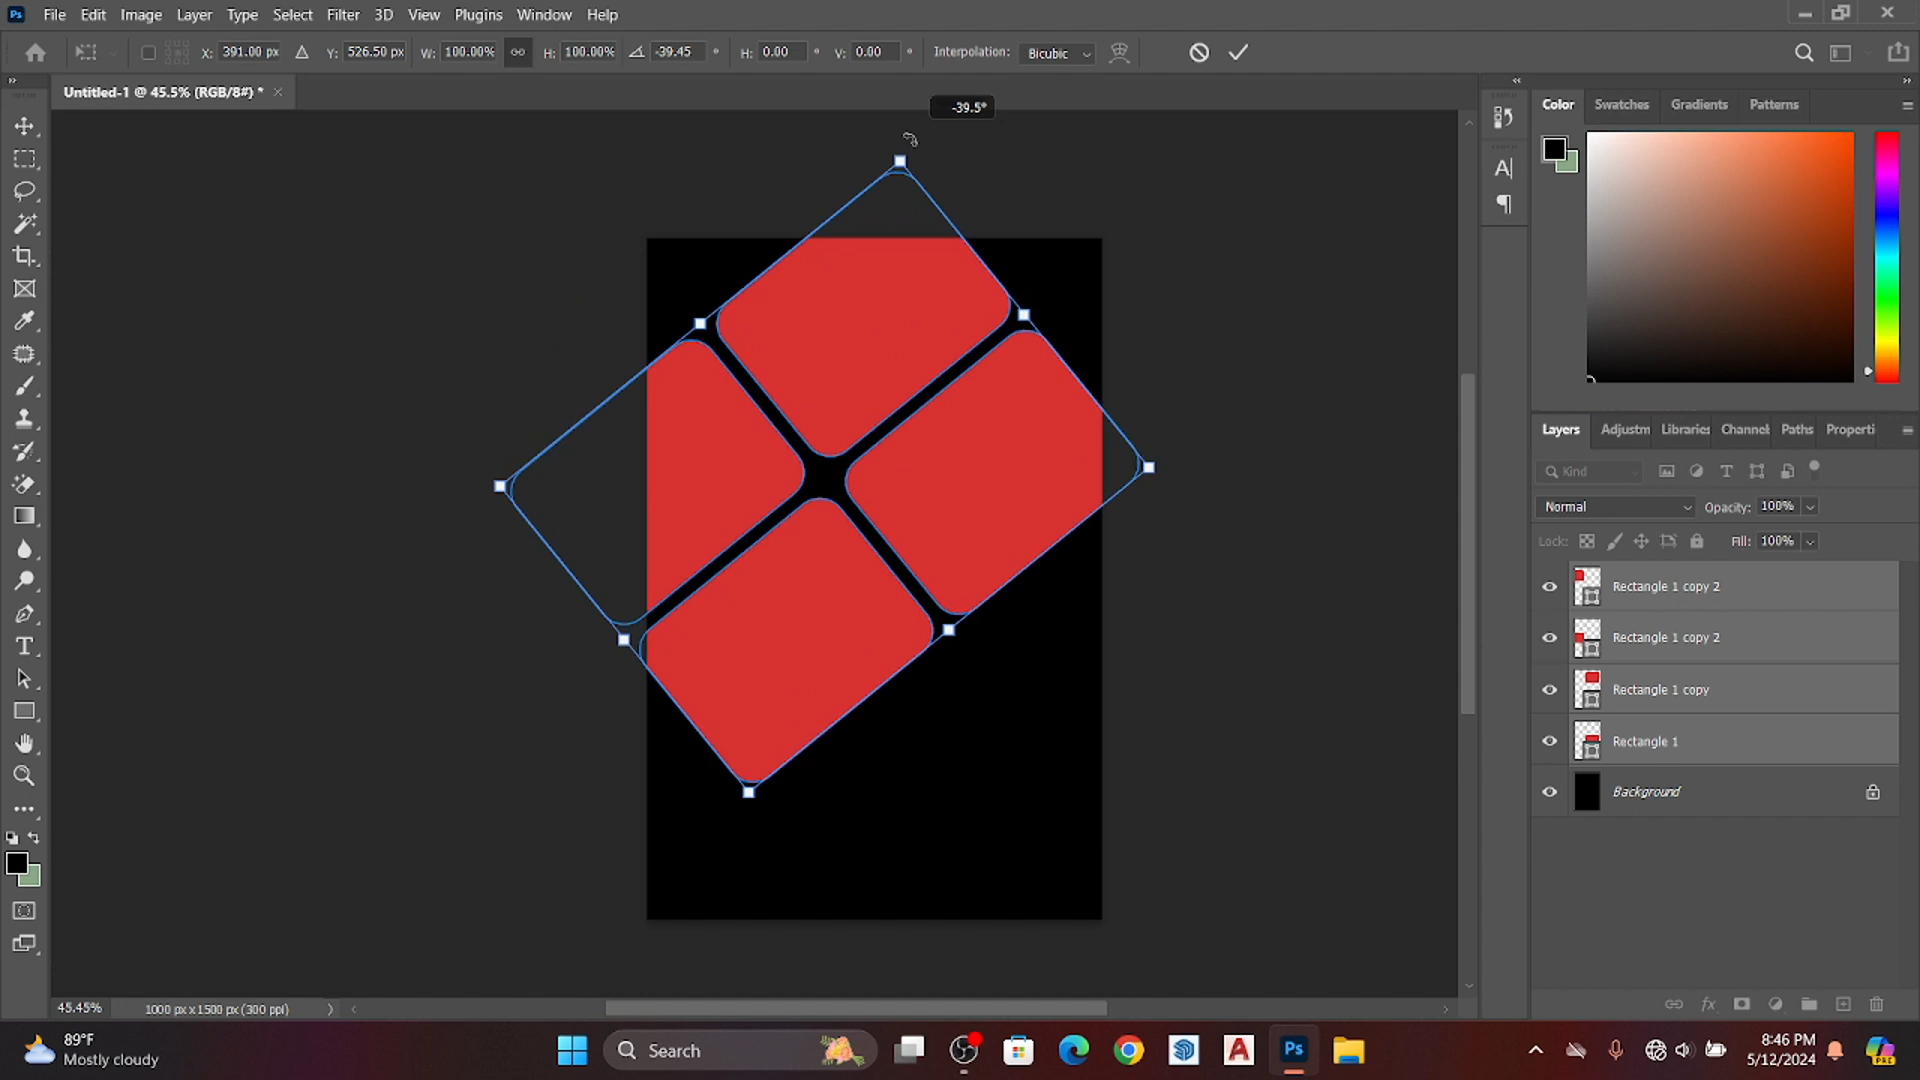 Ps File Edit Image Layer Type Select Filter 3D View Plugins Window Help
X: 391.00 px Y: 526.50 px W: 100.00% H: 100.00% -39.45 ° H: 0.00 ° V: 0.00 ° Interpolation: Bicubic
Untitled-1 @ 45.5% (RGB/8#) *
-39.5°
Color Swatches Gradients Patterns
Layers Adjustm Libraries Channel Paths Properti
Kind
Normal Opacity: 100%
Lock: Fill: 100%
Rectangle 1 copy 2
Rectangle 1 copy 2
Rectangle 1 copy
Rectangle 1
Background
45.45% 1000 px x 1500 px (300 ppi)
89°F
Mostly cloudy
Search
Ps
8:46 PM
5/12/2024
PRE